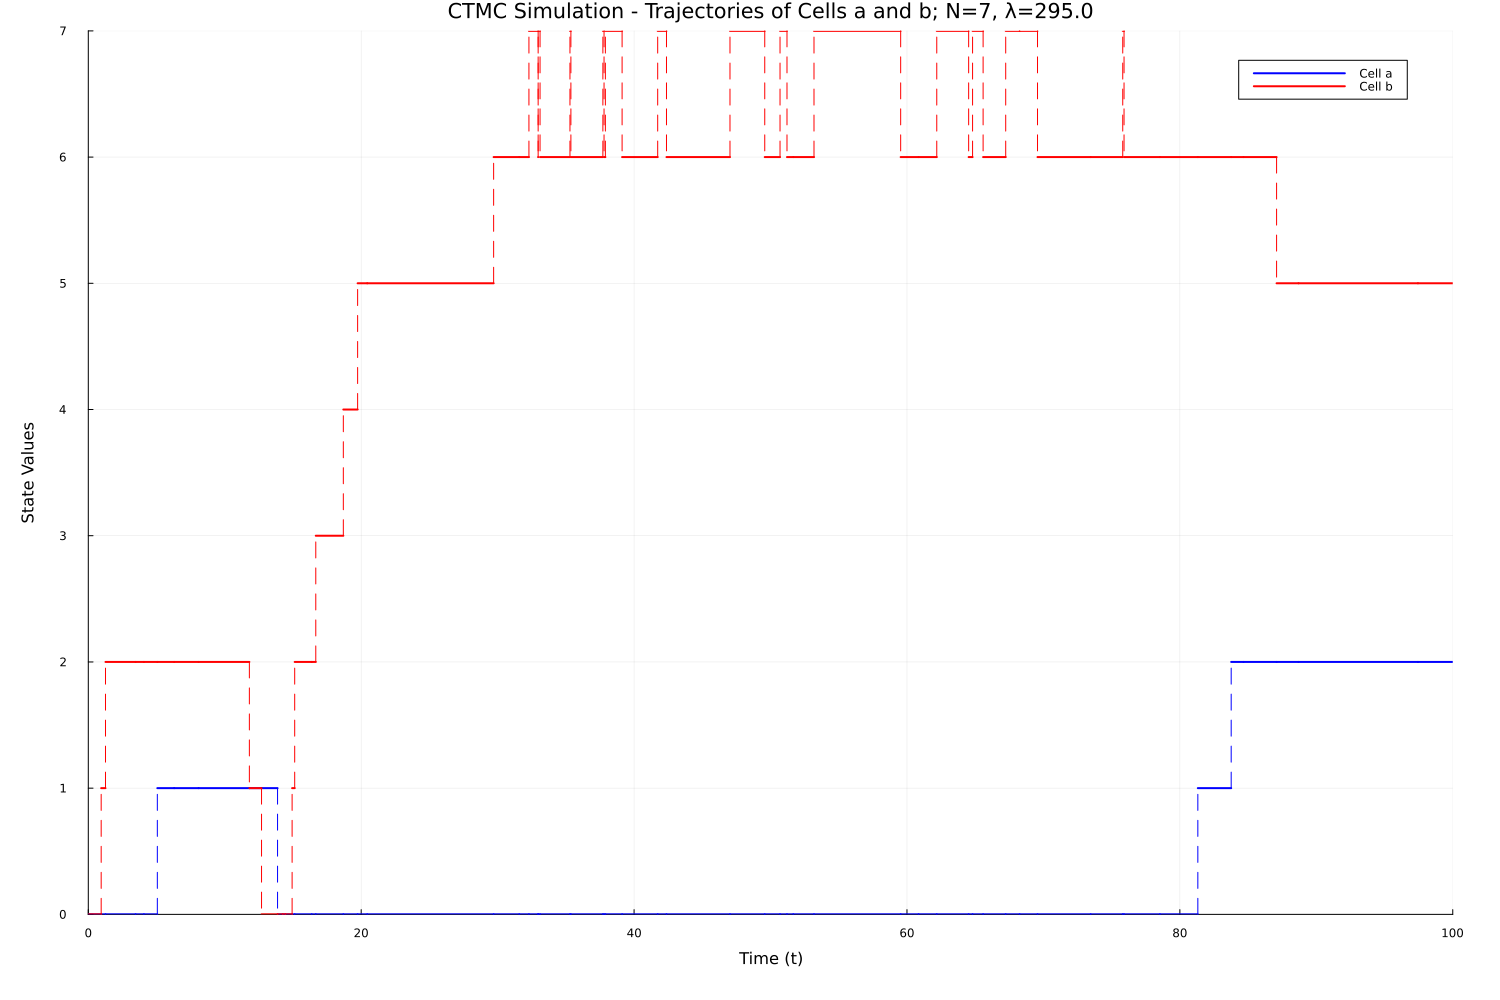 CTMC Simulation - Trajectories of Cells a and b; N=7, λ=295.0
7
6
5
4
3
2
1
0
State Values
Cell a
Cell b
0 20 40 60 80 100
Time (t)